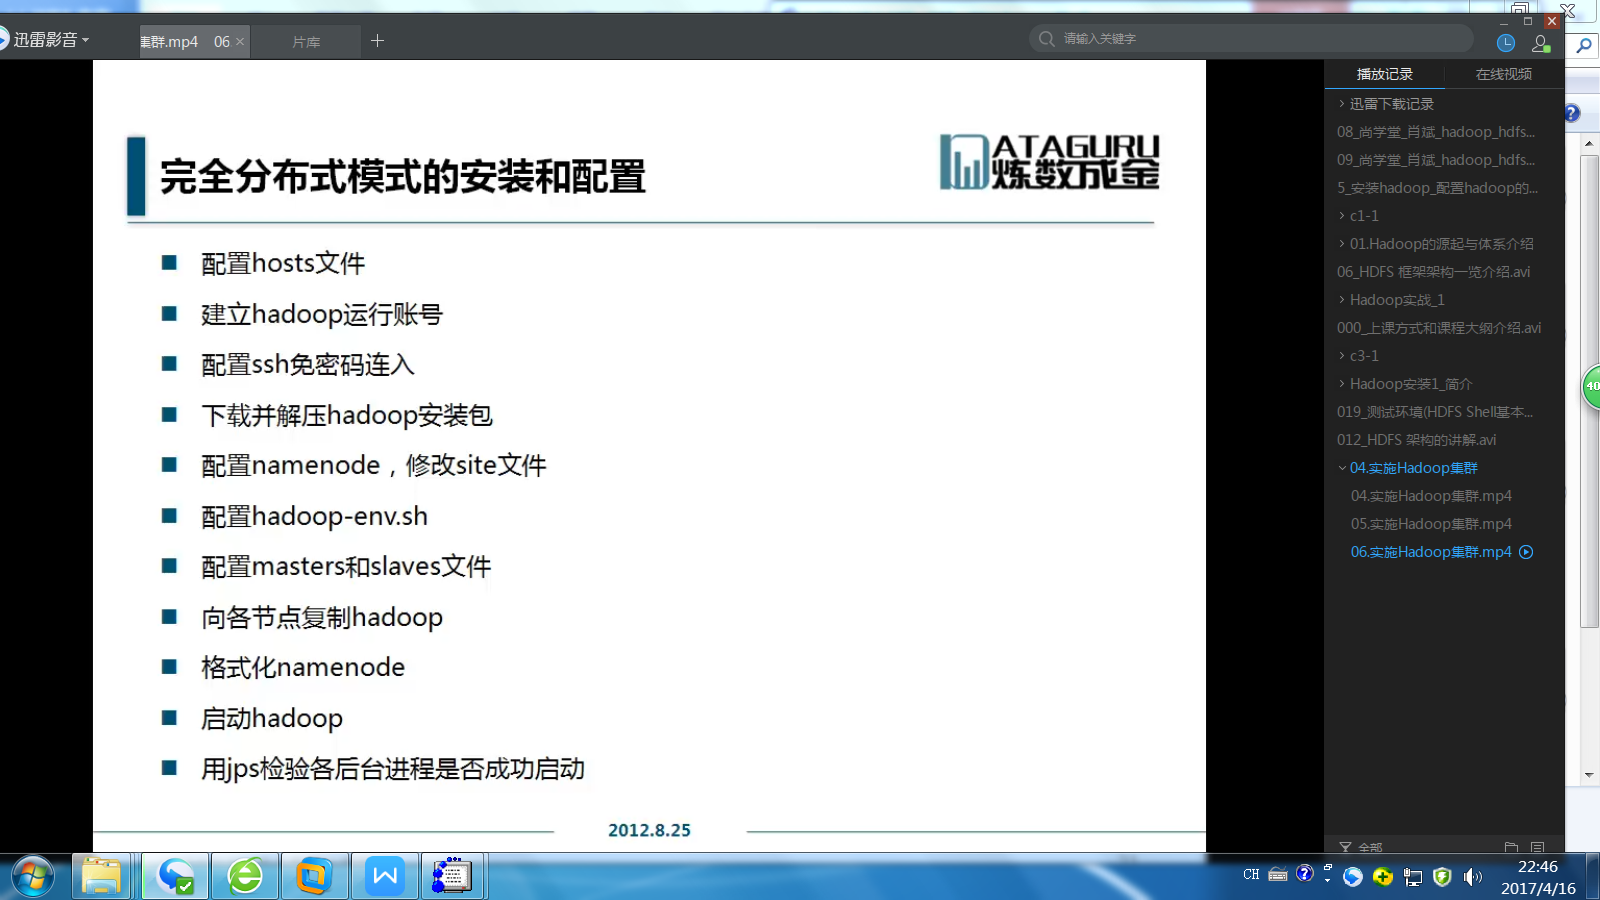 迅雷影音
集群.mp4 06
片库
请输入关键字
完全分布式模式的安装和配置
DATAGURU
炼数成金
配置hosts文件
建立hadoop运行账号
配置ssh免密码连入
下载并解压hadoop安装包
配置namenode，修改site文件
配置hadoop-env.sh
配置masters和slaves文件
向各节点复制hadoop
格式化namenode
启动hadoop
用jps检验各后台进程是否成功启动
2012.8.25
播放记录
在线视频
迅雷下载记录
08_尚学堂_肖斌_hadoop_hdfs...
09_尚学堂_肖斌_hadoop_hdfs...
5_安装hadoop_配置hadoop的...
c1-1
01.Hadoop的源起与体系介绍
06_HDFS 框架架构一览介绍.avi
Hadoop实战_1
000_上课方式和课程大纲介绍.avi
c3-1
Hadoop安装1_简介
019_测试环境(HDFS Shell基本...
012_HDFS 架构的讲解.avi
04.实施Hadoop集群
04.实施Hadoop集群.mp4
05.实施Hadoop集群.mp4
06.实施Hadoop集群.mp4
全部
40
CH
22:46
2017/4/16